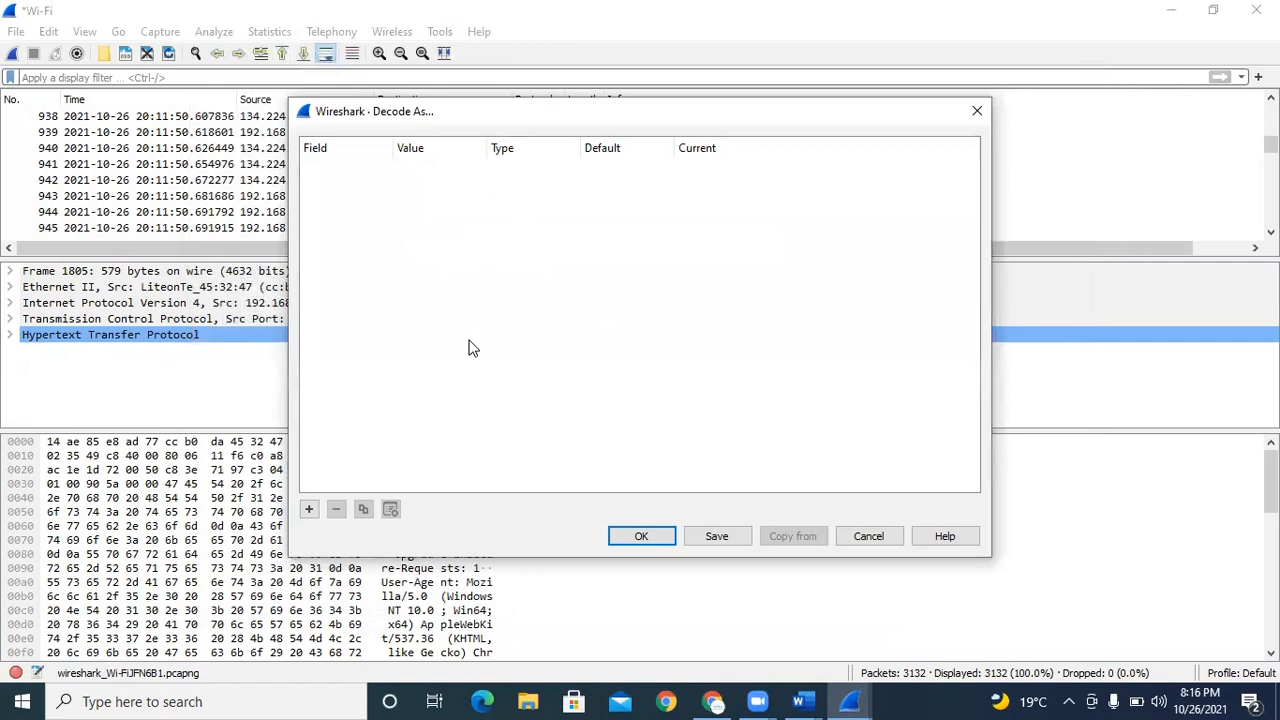 *Wi-Fi
File Edit View Go Capture Analyze Statistics Telephony Wireless Tools Help
Apply a display filter ... <Ctrl-/>
No. Time Source
938 2021-10-26 20:11:50.607836 134.224
939 2021-10-26 20:11:50.618601 192.168
940 2021-10-26 20:11:50.626449 134.224
941 2021-10-26 20:11:50.654976 134.224
942 2021-10-26 20:11:50.672277 134.224
943 2021-10-26 20:11:50.681686 192.168
944 2021-10-26 20:11:50.691792 192.168
945 2021-10-26 20:11:50.691915 192.168
Wireshark · Decode As...
Field Value Type Default Current
OK Save Copy from Cancel Help
Frame 1805: 579 bytes on wire (4632 bits)
Ethernet II, Src: LiteonTe_45:32:47 (cc:b
Internet Protocol Version 4, Src: 192.168
Transmission Control Protocol, Src Port:
Hypertext Transfer Protocol
0000 14 ae 85 e8 ad 77 cc b0 da 45 32 47
0010 02 35 49 c8 40 00 80 06 11 f6 c0 a8
0020 ac 1e 1d 72 00 50 c8 3e 71 97 c3 04
0030 01 00 90 5a 00 00 47 45 54 20 2f 6c
0040 2e 70 68 70 20 48 54 54 50 2f 31 2e
0050 6f 73 74 3a 20 74 65 73 74 70 68 70
0060 6e 77 65 62 2e 63 6f 6d 0d 0a 43 6f
0070 74 69 6f 6e 3a 20 6b 65 65 70 2d 61
0080 0d 0a 55 70 67 72 61 64 65 2d 49 6e
0090 72 65 2d 52 65 71 75 65 73 74 73 3a 20 31 0d 0a re-Reque sts: 1··
00a0 55 73 65 72 2d 41 67 65 6e 74 3a 20 4d 6f 7a 69 User-Age nt: Mozi
00b0 6c 6c 61 2f 35 2e 30 20 28 57 69 6e 64 6f 77 73 lla/5.0 (Windows
00c0 20 4e 54 20 31 30 2e 30 3b 20 57 69 6e 36 34 3b NT 10.0 ; Win64;
00d0 20 78 36 34 29 20 41 70 70 6c 65 57 65 62 4b 69 x64) Ap pleWebKi
00e0 74 2f 35 33 37 2e 33 36 20 28 4b 48 54 4d 4c 2c t/537.36 (KHTML,
00f0 20 6c 69 6b 65 20 47 65 63 6b 6f 29 20 43 68 72 like Ge cko) Chr
wireshark_Wi-FiJFN6B1.pcapng Packets: 3132 · Displayed: 3132 (100.0%) · Dropped: 0 (0.0%) Profile: Default
Type here to search 19°C 8:16 PM
10/26/2021
2